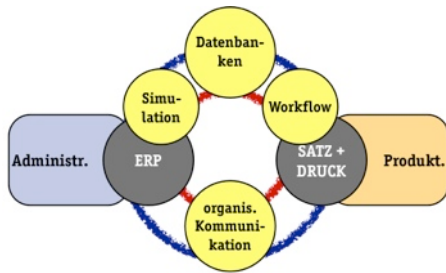 Datenban-
ken
Simu-
lation
Workflow
Administr.
ERP
SATZ +
DRUCK
Produkt.
organis.
Kommuni-
kation